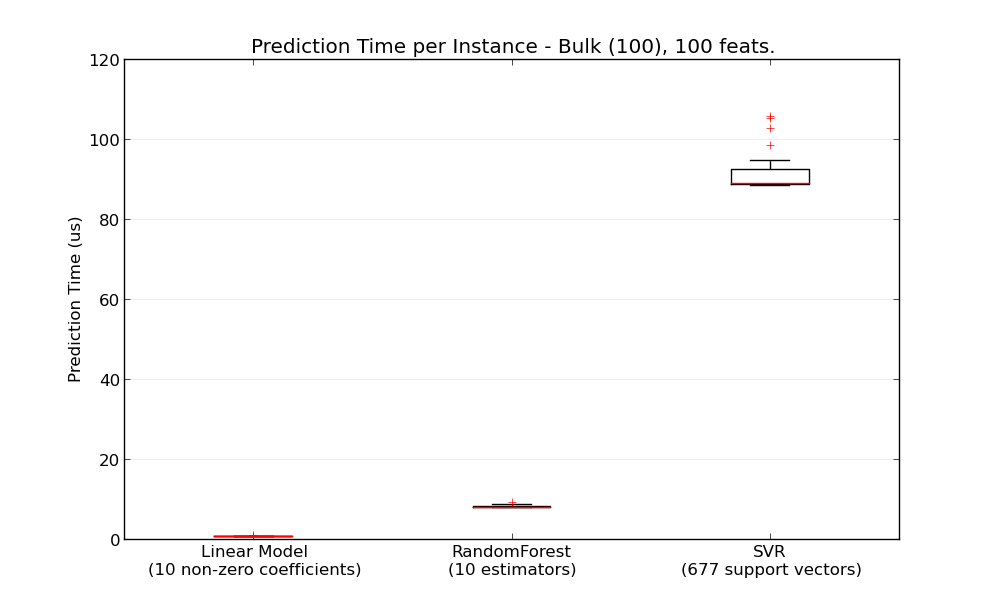 Prediction Time per Instance - Bulk (100), 100 feats.
120
100
80
60
40
20
0
Prediction Time (us)
Linear Model
(10 non-zero coefficients)
RandomForest
(10 estimators)
SVR
(677 support vectors)